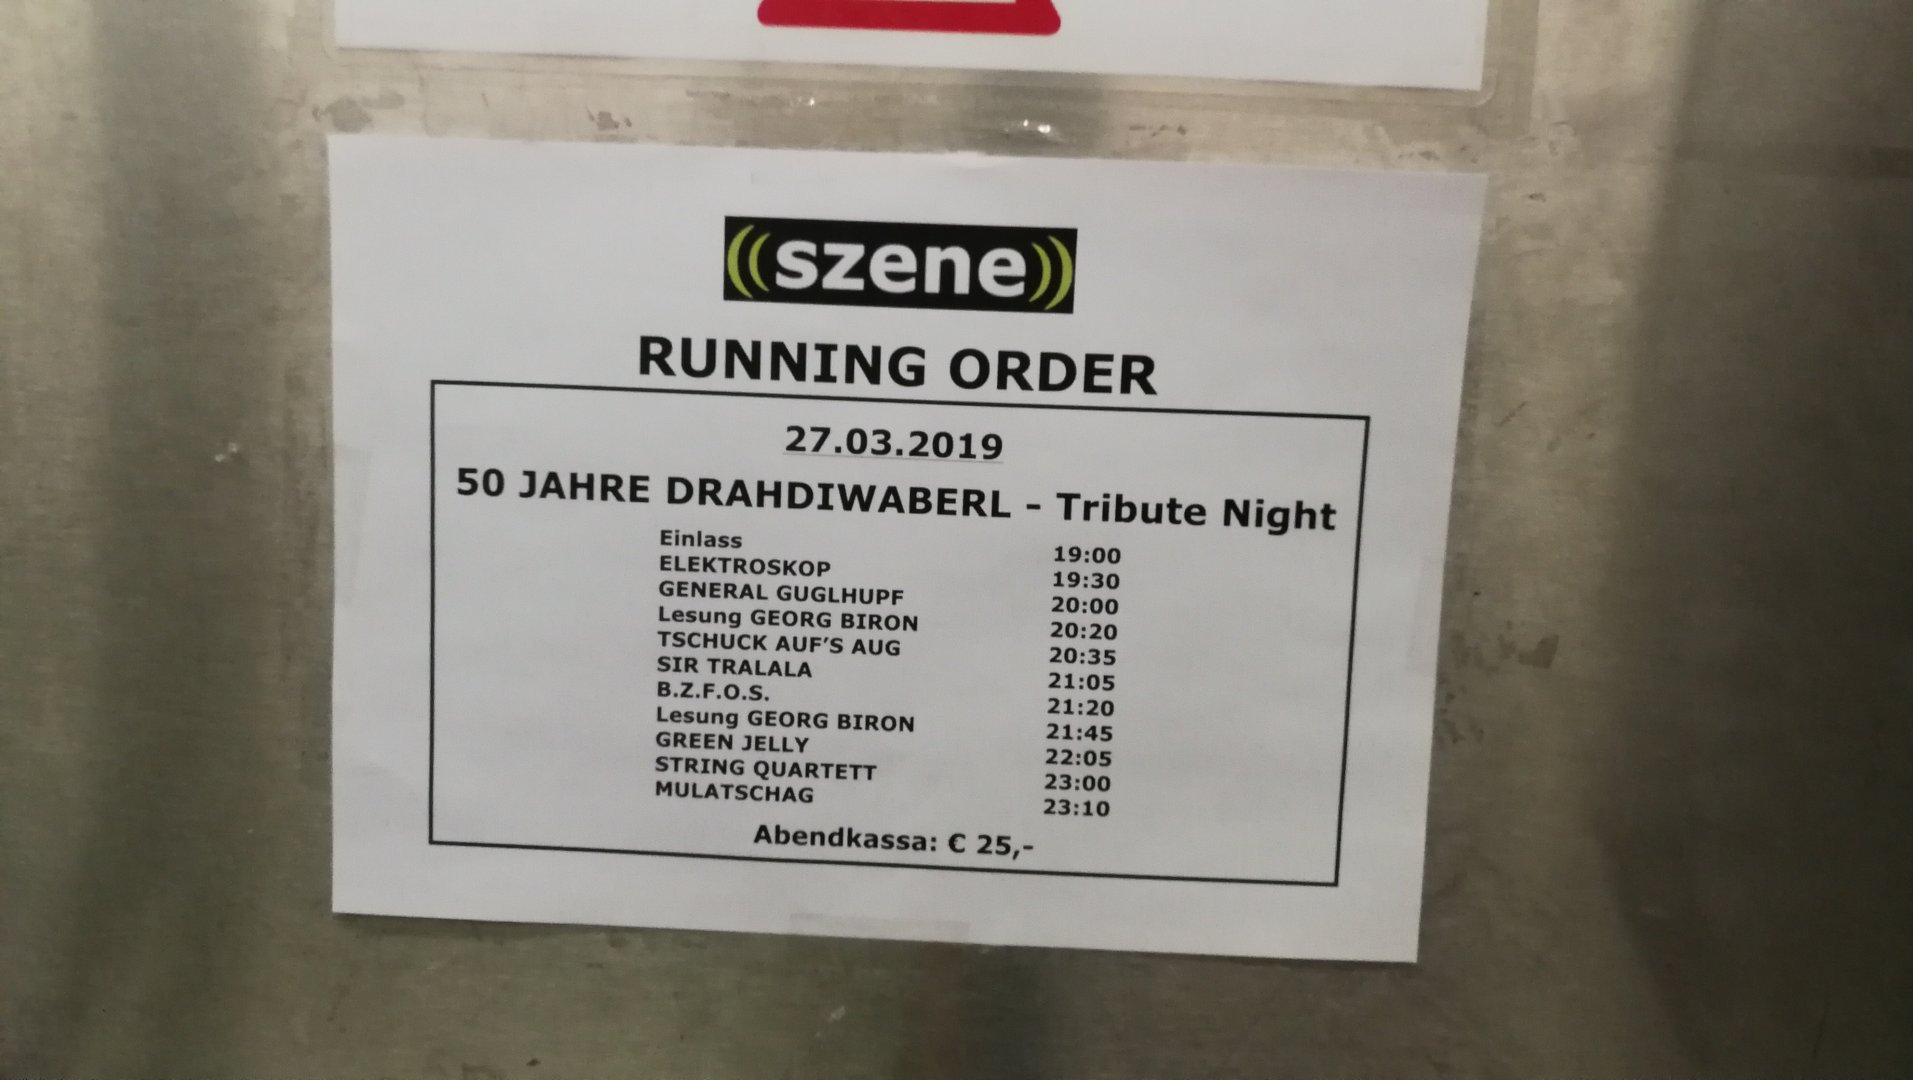 ((szene))
RUNNING ORDER
27.03.2019
50 JAHRE DRAHDIWABERL - Tribute Night
Einlass 19:00
ELEKTROSKOP 19:30
GENERAL GUGLHUPF 20:00
Lesung GEORG BIRON 20:20
TSCHUCK AUF'S AUG 20:35
SIR TRALALA 21:05
B.Z.F.O.S. 21:20
Lesung GEORG BIRON 21:45
GREEN JELLY 22:05
STRING QUARTETT 23:00
MULATSCHAG 23:10
Abendkassa: € 25,-